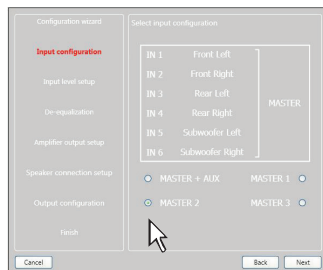 Configuration wizard
Input configuration
Input level setup
De-equalization
Amplifier output setup
Speaker connection setup
Output configuration
Finish
Select input configuration
IN 1 Front Left
IN 2 Front Right
IN 3 Rear Left
IN 4 Rear Right
IN 5 Subwoofer Left
IN 6 Subwoofer Right
MASTER
MASTER + AUX MASTER 1
MASTER 2 MASTER 3
Cancel Back Next